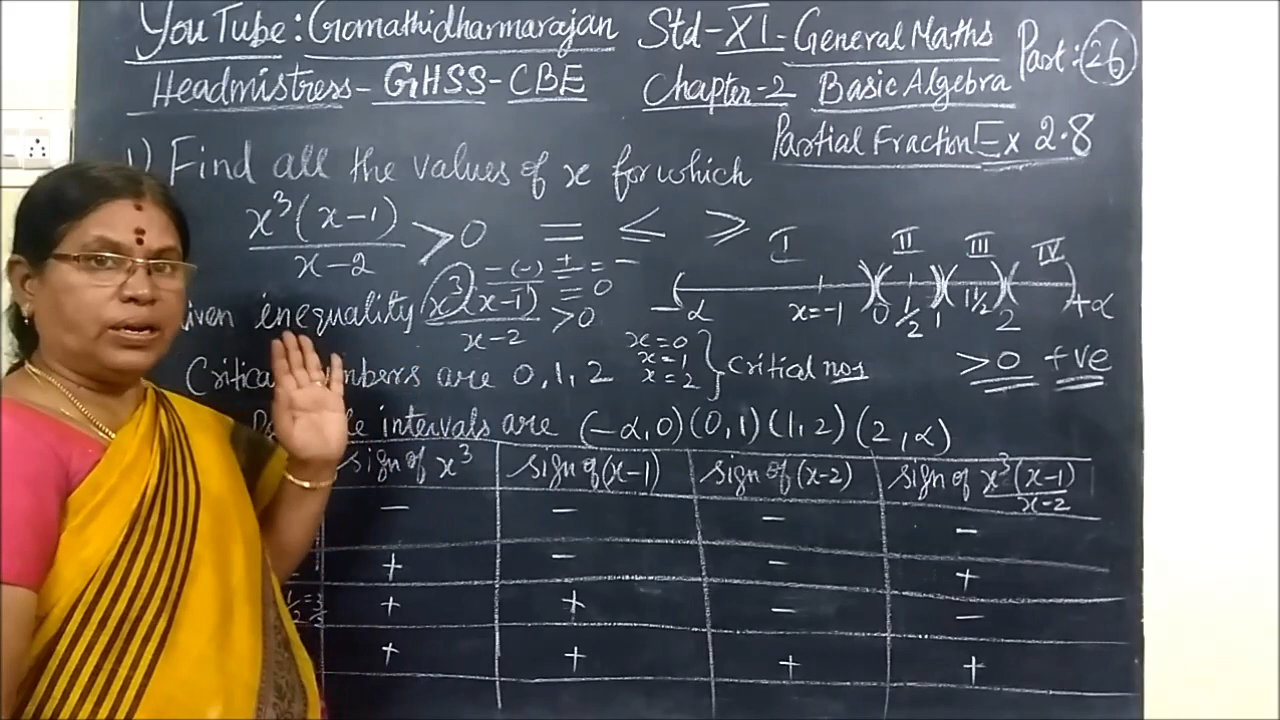 YouTube: Gomathidharmarajan Std-XI-General Maths Part: 26
Headmistress-GHSS-CBE Chapter-2 Basic Algebra
Partial Fraction Ex 2.8
1) Find all the values of x for which
x³(x-1)/x-2 > 0 = ≤ ≥
I II III IV
-α x=-1 0 1/2 1 1 1/2 2 +α
-(-)/- = +/- = -
inequality x³(x-1)/x-2 > 0 = 0
x=0
x=1
x=2
} Critical nos
>0 +ve
are 0, 1, 2
intervals are (-α, 0) (0, 1) (1, 2) (2, α)
sign of x³ sign of (x-1) sign of (x-2) sign of x³(x-1)/x-2
- - - -
+ - - +
+ + - -
+ + + +